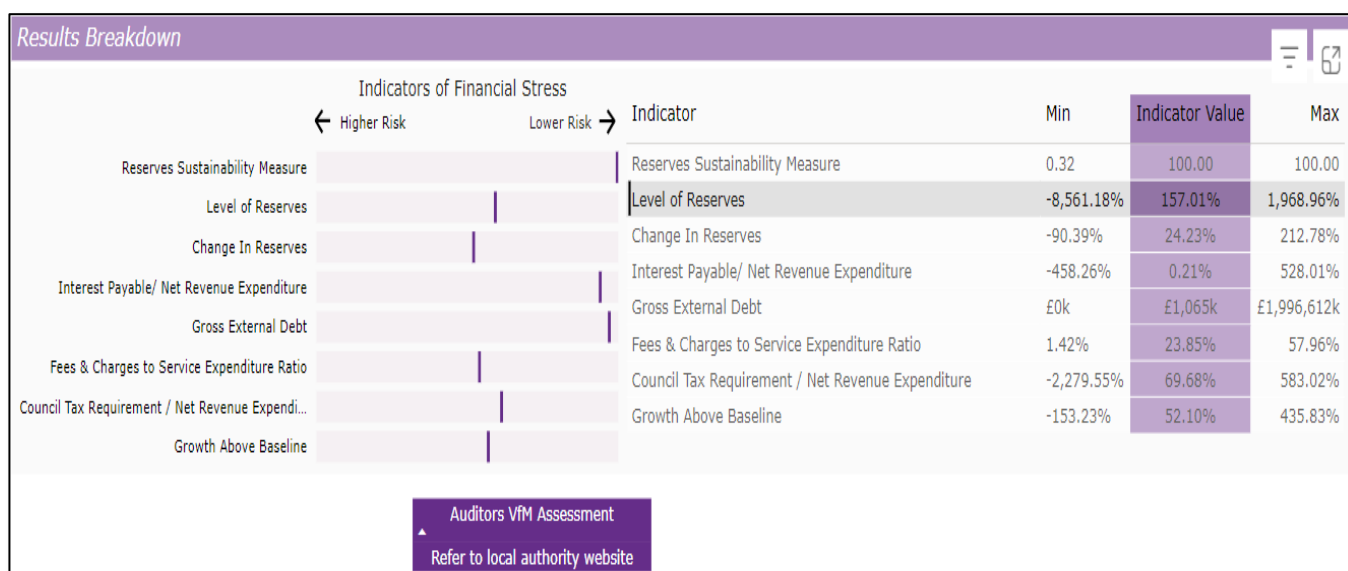 Results Breakdown
Indicators of Financial Stress
Higher Risk Lower Risk
Reserves Sustainability Measure
Level of Reserves
Change In Reserves
Interest Payable/ Net Revenue Expenditure
Gross External Debt
Fees & Charges to Service Expenditure Ratio
Council Tax Requirement / Net Revenue Expendi...
Growth Above Baseline
Indicator Min Indicator Value Max
Reserves Sustainability Measure 0.32 100.00 100.00
Level of Reserves -8,561.18% 157.01% 1,968.96%
Change In Reserves -90.39% 24.23% 212.78%
Interest Payable/ Net Revenue Expenditure -458.26% 0.21% 528.01%
Gross External Debt £0k £1,065k £1,996,612k
Fees & Charges to Service Expenditure Ratio 1.42% 23.85% 57.96%
Council Tax Requirement / Net Revenue Expenditure -2,279.55% 69.68% 583.02%
Growth Above Baseline -153.23% 52.10% 435.83%
Auditors VfM Assessment
Refer to local authority website